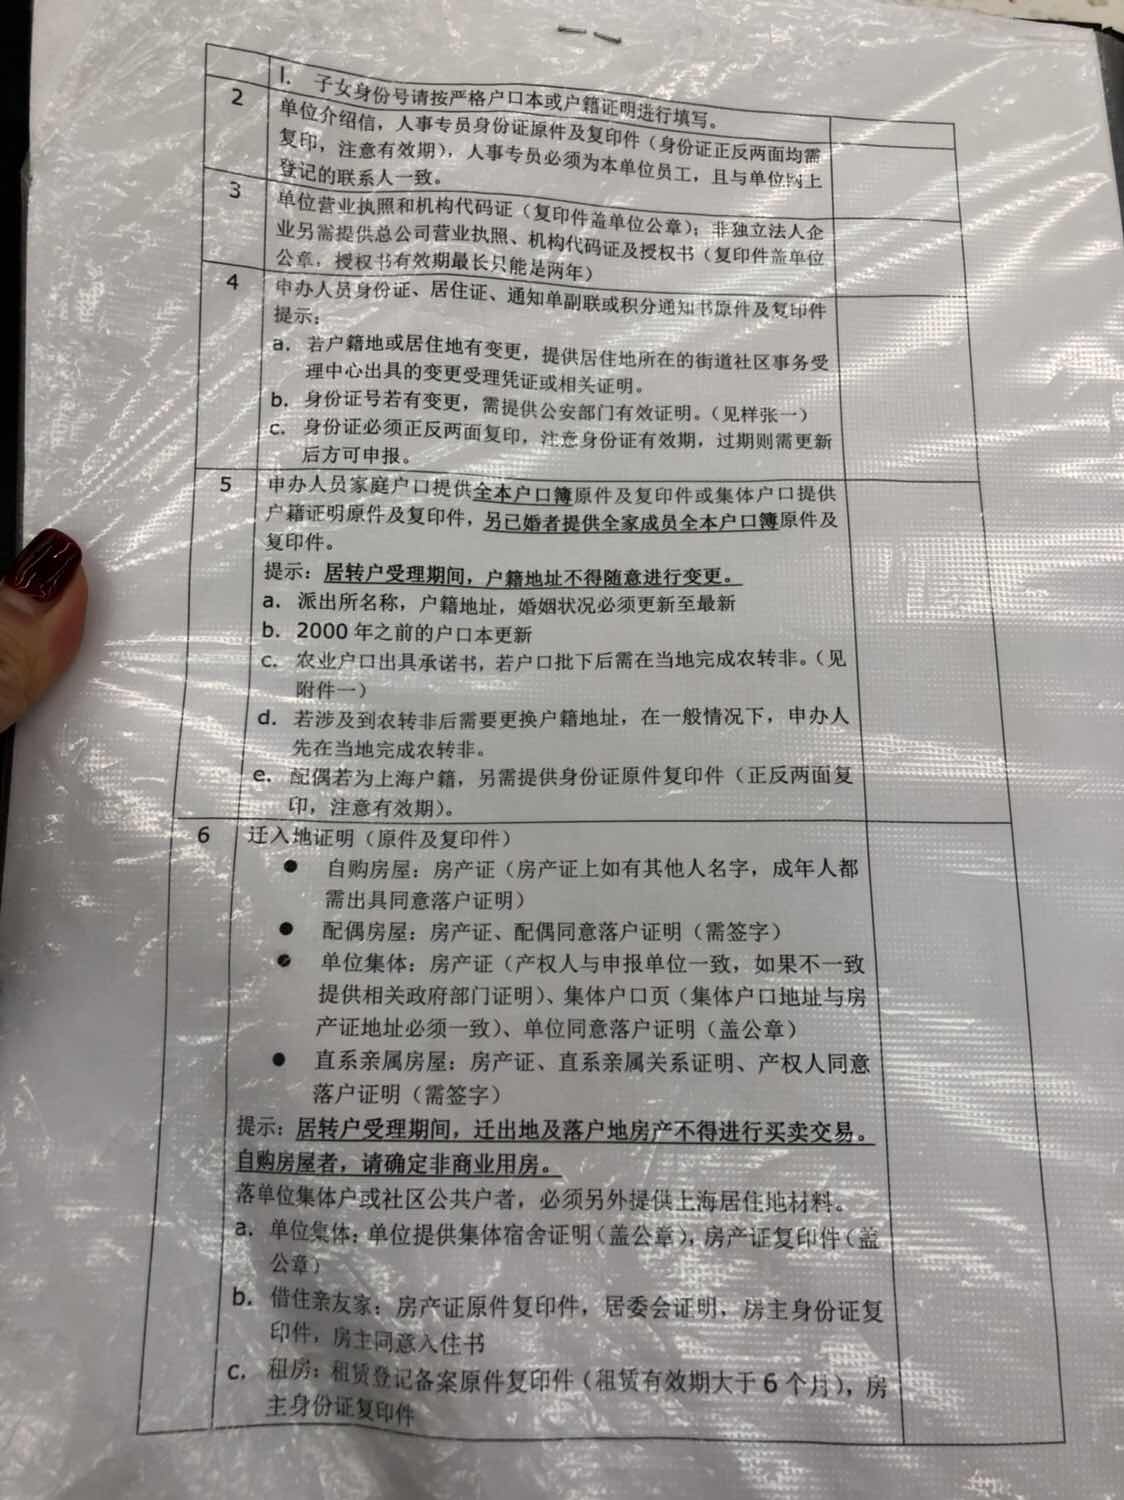 l. 子女身份号请按严格户口本或户籍证明进行填写。
2 单位介绍信，人事专员身份证原件及复印件（身份证正反两面均需
复印，注意有效期），人事专员必须为本单位员工，且与单位网上
登记的联系人一致。
3 单位营业执照和机构代码证（复印件盖单位公章）；非独立法人企
业另需提供总公司营业执照、机构代码证及授权书（复印件盖单位
公章，授权书有效期最长只能是两年）
4 申办人员身份证、居住证、通知单副联或积分通知书原件及复印件
提示：
a. 若户籍地或居住地有变更，提供居住地所在的街道社区事务受
理中心出具的变更受理凭证或相关证明。
b. 身份证号若有变更，需提供公安部门有效证明。（见样张一）
c. 身份证必须正反两面复印，注意身份证有效期，过期则需更新
后方可申报。
5 申办人员家庭户口提供全本户口簿原件及复印件或集体户口提供
户籍证明原件及复印件，另已婚者提供全家成员全本户口簿原件及
复印件。
提示：居转户受理期间，户籍地址不得随意进行变更。
a. 派出所名称，户籍地址，婚姻状况必须更新至最新
b. 2000 年之前的户口本更新
c. 农业户口出具承诺书，若户口批下后需在当地完成农转非。（见
附件一）
d. 若涉及到农转非后需要更换户籍地址，在一般情况下，申办人
先在当地完成农转非。
e. 配偶若为上海户籍，另需提供身份证原件复印件（正反两面复
印，注意有效期）。
6 迁入地证明（原件及复印件）
● 自购房屋：房产证（房产证上如有其他人名字，成年人都
需出具同意落户证明）
● 配偶房屋：房产证、配偶同意落户证明（需签字）
● 单位集体：房产证（产权人与申报单位一致，如果不一致
提供相关政府部门证明）、集体户口页（集体户口地址与房
产证地址必须一致）、单位同意落户证明（盖公章）
● 直系亲属房屋：房产证、直系亲属关系证明、产权人同意
落户证明（需签字）
提示：居转户受理期间，迁出地及落户地房产不得进行买卖交易。
自购房屋者，请确定非商业用房。
落单位集体户或社区公共户者，必须另外提供上海居住地材料。
a. 单位集体：单位提供集体宿舍证明（盖公章），房产证复印件（盖
公章）
b. 借住亲友家：房产证原件复印件，居委会证明，房主身份证复
印件，房主同意入住书
c. 租房：租赁登记备案原件复印件（租赁有效期大于 6 个月），房
主身份证复印件